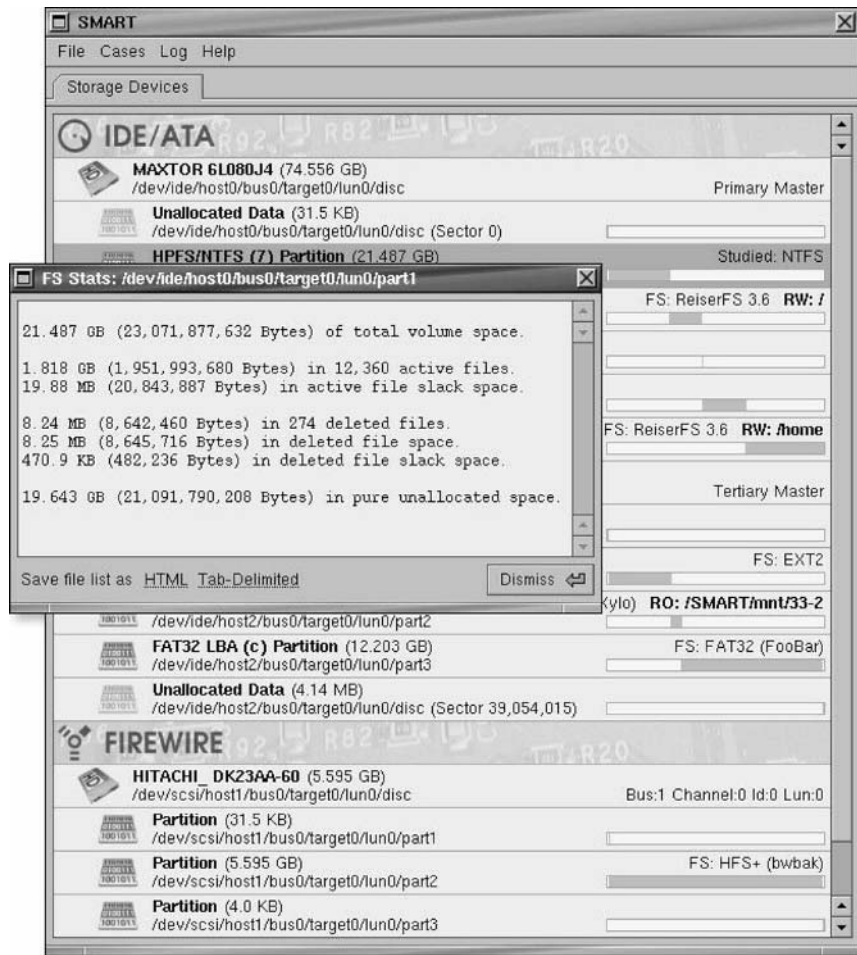 SMART
File Cases Log Help
Storage Devices
IDE/ATA
MAXTOR 6L080J4 (74.556 GB)
/dev/ide/host0/bus0/target0/lun0/disc
Primary Master
Unallocated Data (31.5 KB)
/dev/ide/host0/bus0/target0/lun0/disc (Sector 0)
HPFS/NTFS (7) Partition (21.487 GB)
Studied: NTFS
FS: ReiserFS 3.6 RW: /
FS: ReiserFS 3.6 RW: /home
Tertiary Master
FS: EXT2
FS Stats: /dev/ide/host0/bus0/target0/lun0/part1
21.487 GB (23,071,877,632 Bytes) of total volume space.
1.818 GB (1,951,993,680 Bytes) in 12,360 active files.
19.88 MB (20,843,887 Bytes) in active file slack space.
8.24 MB (8,642,460 Bytes) in 274 deleted files.
8.25 MB (8,645,716 Bytes) in deleted file space.
470.9 KB (482,236 Bytes) in deleted file slack space.
19.643 GB (21,091,790,208 Bytes) in pure unallocated space.
Save file list as HTML Tab-Delimited
Dismiss
Xylo) RO: /SMART/mnt/33-2
/dev/ide/host2/bus0/target0/lun0/part2
FAT32 LBA (c) Partition (12.203 GB)
/dev/ide/host2/bus0/target0/lun0/part3
FS: FAT32 (FooBar)
Unallocated Data (4.14 MB)
/dev/ide/host2/bus0/target0/lun0/disc (Sector 39,054,015)
FIREWIRE
HITACHI_ DK23AA-60 (5.595 GB)
/dev/scsi/host1/bus0/target0/lun0/disc
Bus:1 Channel:0 Id:0 Lun:0
Partition (31.5 KB)
/dev/scsi/host1/bus0/target0/lun0/part1
Partition (5.595 GB)
/dev/scsi/host1/bus0/target0/lun0/part2
FS: HFS+ (bwbak)
Partition (4.0 KB)
/dev/scsi/host1/bus0/target0/lun0/part3